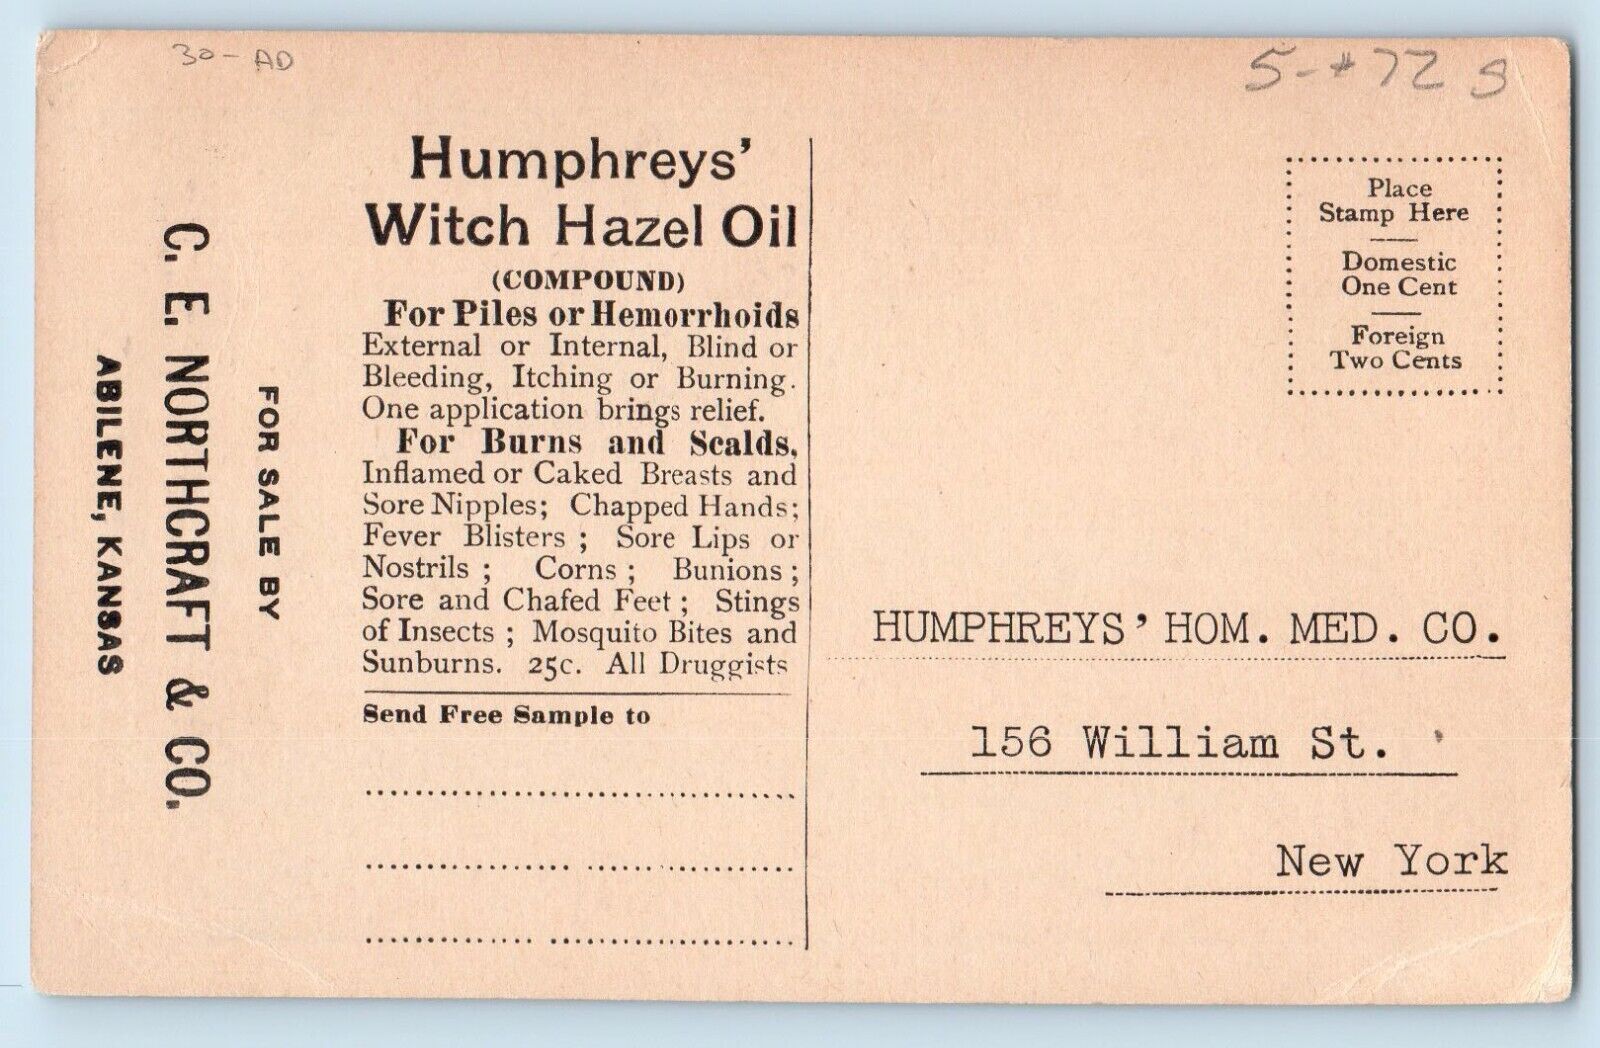 30-AD
5-#72 S
FOR SALE BY
C. E. NORTHCRAFT & CO.
ABILENE, KANSAS
Humphreys'
Witch Hazel Oil
(COMPOUND)
For Piles or Hemorrhoids
External or Internal, Blind or
Bleeding, Itching or Burning.
One application brings relief.
For Burns and Scalds,
Inflamed or Caked Breasts and
Sore Nipples; Chapped Hands;
Fever Blisters ; Sore Lips or
Nostrils ; Corns ; Bunions ;
Sore and Chafed Feet ; Stings
of Insects ; Mosquito Bites and
Sunburns. 25c. All Druggists
Send Free Sample to
Place
Stamp Here
Domestic
One Cent
Foreign
Two Cents
HUMPHREYS' HOM. MED. CO.
156 William St.
New York